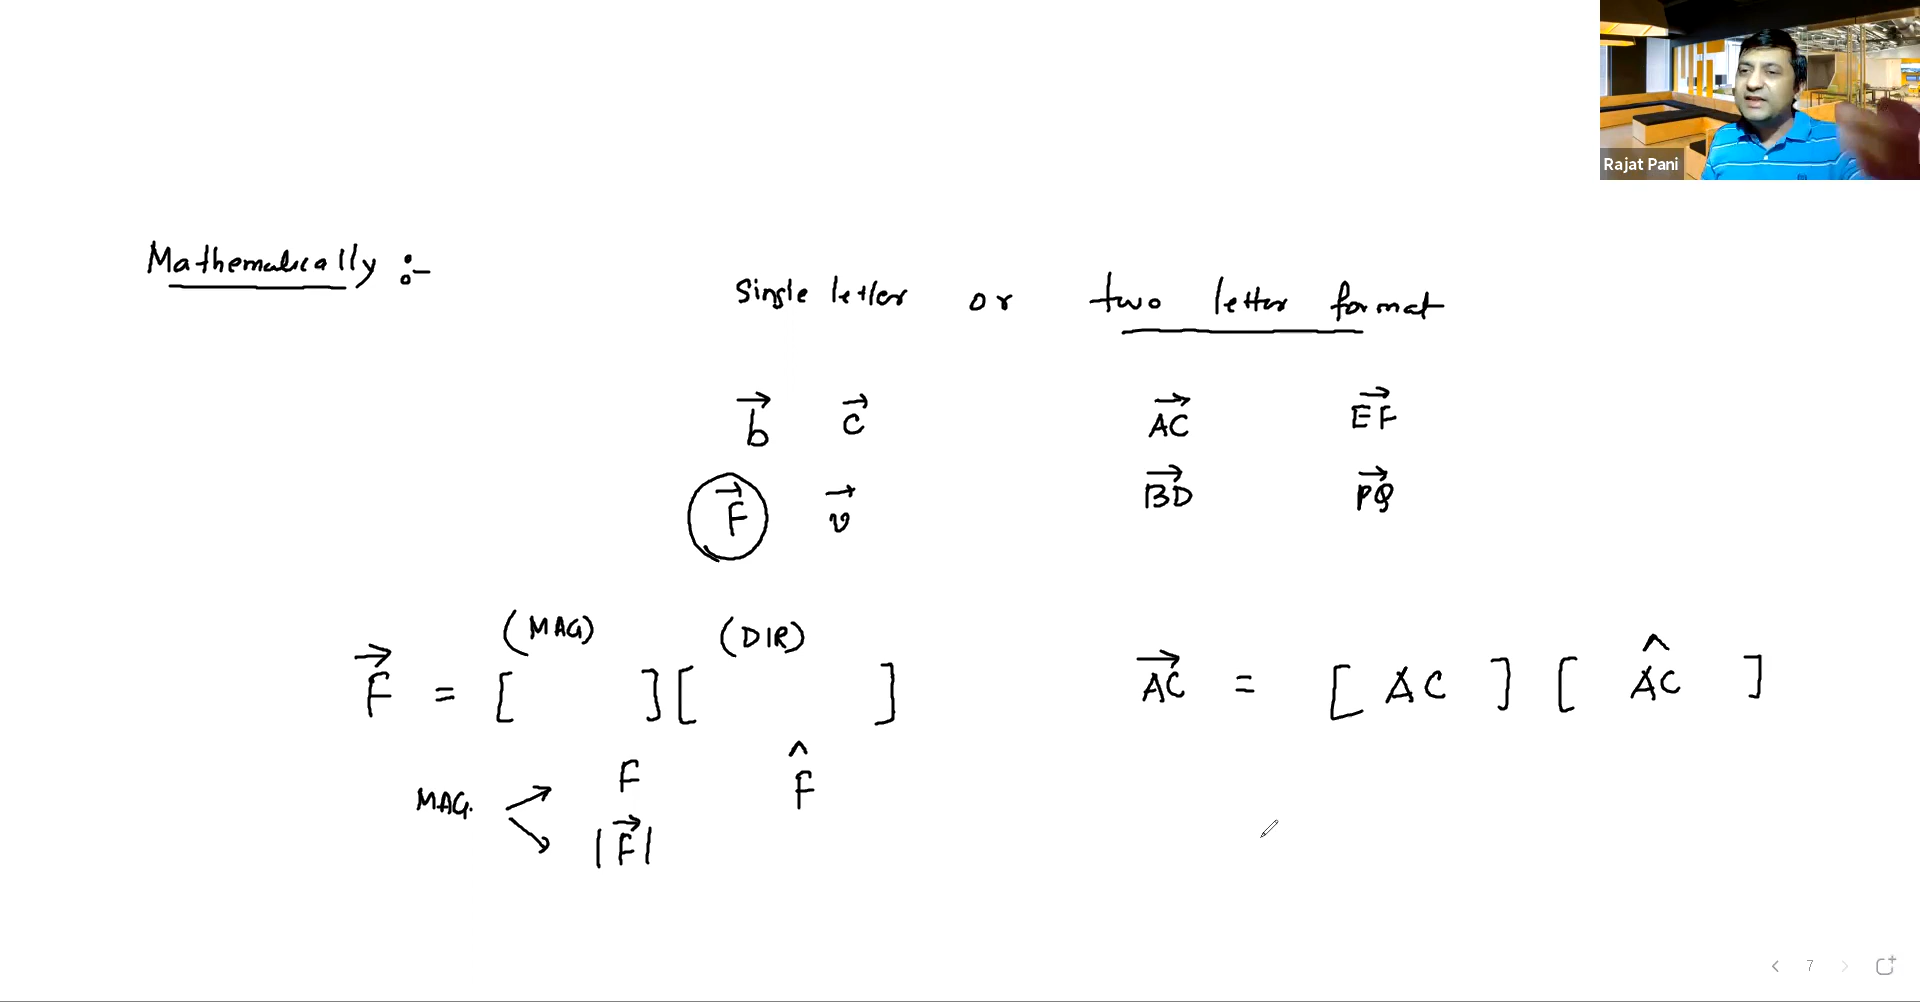 Rajat Pani
Mathematically :-
Single letter or two letter format
b⃗ c⃗ AC⃗ EF⃗
F⃗ v⃗ BD⃗ PQ⃗
(MAG) (DIR)
F⃗ = [ ] [ ] AC⃗ = [ AC ] [ AĈ ]
F F̂
MAG.
|F⃗|
7